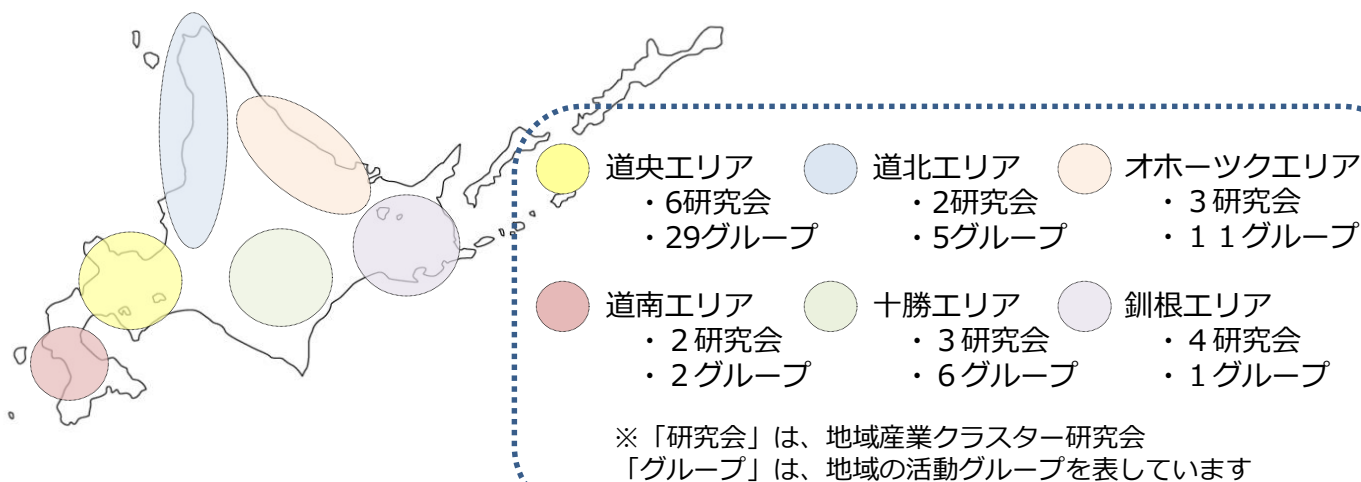 道央エリア
・6研究会
・29グループ
道北エリア
・2研究会
・5グループ
オホーツクエリア
・３研究会
・１１グループ
道南エリア
・２研究会
・２グループ
十勝エリア
・３研究会
・６グループ
釧根エリア
・４研究会
・１グループ
※「研究会」は、地域産業クラスター研究会
「グループ」は、地域の活動グループを表しています